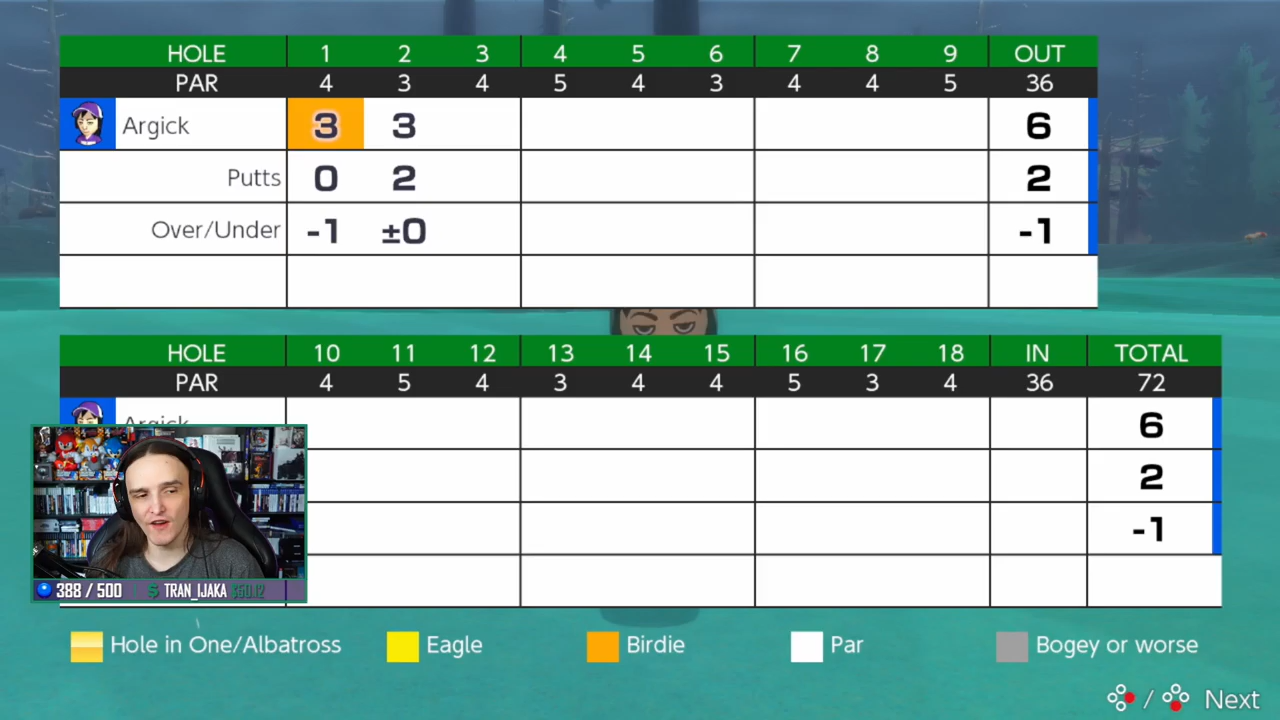 HOLE 1 2 3 4 5 6 7 8 9 OUT
PAR 4 3 4 5 4 3 4 4 5 36
Argick 3 3 6
Putts 0 2 2
Over/Under -1 ±0 -1
HOLE 10 11 12 13 14 15 16 17 18 IN TOTAL
PAR 4 5 4 3 4 4 5 3 4 36 72
Argick 6
2
-1
388 / 500 $ TRAN_IJAKA $50.12
Hole in One/Albatross Eagle Birdie Par Bogey or worse
/ Next